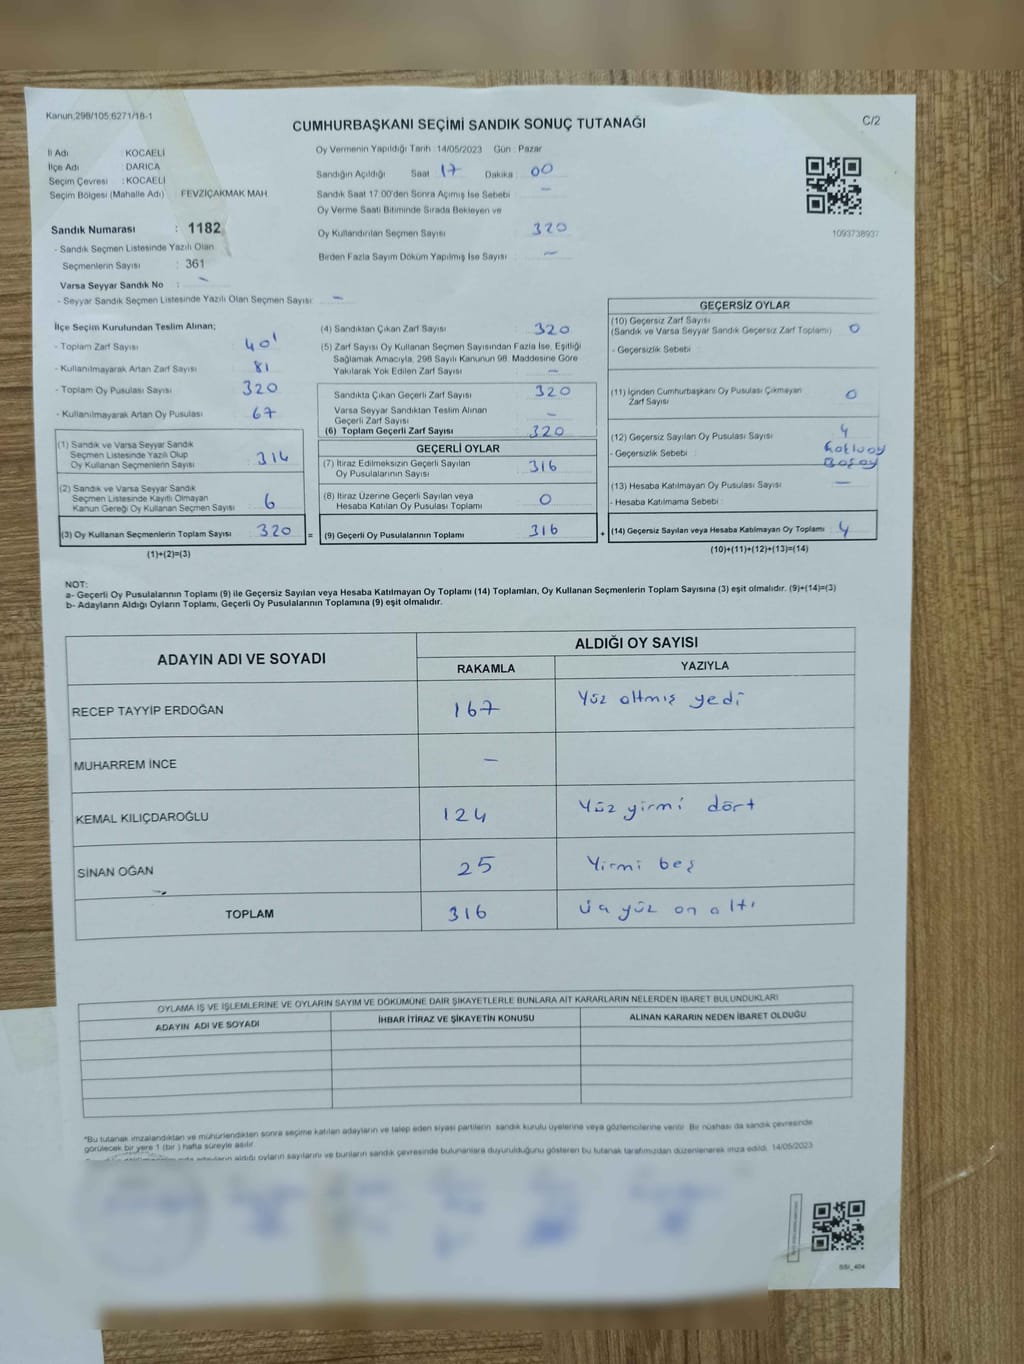 Kanun,298/105,6271/16-1
CUMHURBAŞKANI SEÇİMİ SANDIK SONUÇ TUTANAĞI
C/2
İl Adı : KOCAELİ
İlçe Adı : DARICA
Seçim Çevresi : KOCAELİ
Seçim Bölgesi (Mahalle Adı) : FEVZİÇAKMAK MAH.
Sandık Numarası : 1182
- Sandık Seçmen Listesinde Yazılı Olan
Seçmenlerin Sayısı : 361
Varsa Seyyar Sandık No : -
- Seyyar Sandık Seçmen Listesinde Yazılı Olan Seçmen Sayısı : -
Oy Vermenin Yapıldığı Tarih : 14/05/2023 Gün : Pazar
Sandığın Açıldığı Saat : 17 Dakika : 00
Sandık Saat 17:00'den Sonra Açımış İse Sebebi : -
Oy Verme Saati Bitiminde Sırada Bekleyen ve
Oy Kullandırılan Seçmen Sayısı : 320
Birden Fazla Sayım Döküm Yapılmış İse Sayısı : -
1093738937
İlçe Seçim Kurulundan Teslim Alınan;
- Toplam Zarf Sayısı : 401
- Kullanılmayarak Artan Zarf Sayısı : 81
- Toplam Oy Pusulası Sayısı : 320
- Kullanılmayarak Artan Oy Pusulası : 67
(1) Sandık ve Varsa Seyyar Sandık
Seçmen Listesinde Yazılı Olup
Oy Kullanan Seçmenlerin Sayısı : 314
(2) Sandık ve Varsa Seyyar Sandık
Seçmen Listesinde Kayıtlı Olmayan
Kanun Gereği Oy Kullanan Seçmen Sayısı : 6
(3) Oy Kullanan Seçmenlerin Toplam Sayısı : 320
(1)+(2)=(3)
(4) Sandıktan Çıkan Zarf Sayısı : 320
(5) Zarf Sayısı Oy Kullanan Seçmen Sayısından Fazla İse, Eşitliği
Sağlamak Amacıyla, 298 Sayılı Kanunun 98. Maddesine Göre
Yakılarak Yok Edilen Zarf Sayısı : -
Sandıkta Çıkan Geçerli Zarf Sayısı : 320
Varsa Seyyar Sandıktan Teslim Alınan
Geçerli Zarf Sayısı : -
(6) Toplam Geçerli Zarf Sayısı : 320
GEÇERLİ OYLAR
(7) İtiraz Edilmeksizin Geçerli Sayılan
Oy Pusulalarının Sayısı : 316
(8) İtiraz Üzerine Geçerli Sayılan veya
Hesaba Katılan Oy Pusulası Toplamı : 0
= (9) Geçerli Oy Pusulalarının Toplamı : 316 +
GEÇERSİZ OYLAR
(10) Geçersiz Zarf Sayısı
(Sandık ve Varsa Seyyar Sandık Geçersiz Zarf Toplamı) : 0
- Geçersizlik Sebebi :
(11) İçinden Cumhurbaşkanı Oy Pusulası Çıkmayan
Zarf Sayısı : 0
(12) Geçersiz Sayılan Oy Pusulası Sayısı : 4
- Geçersizlik Sebebi :
(13) Hesaba Katılmayan Oy Pusulası Sayısı : -
- Hesaba Katılmama Sebebi :
(14) Geçersiz Sayılan veya Hesaba Katılmayan Oy Toplamı : 4
(10)+(11)+(12)+(13)=(14)
NOT:
a- Geçerli Oy Pusulalarının Toplamı (9) ile Geçersiz Sayılan veya Hesaba Katılmayan Oy Toplamı (14) Toplamları, Oy Kullanan Seçmenlerin Toplam Sayısına (3) eşit olmalıdır. (9)+(14)=(3)
b- Adayların Aldığı Oyların Toplamı, Geçerli Oy Pusulalarının Toplamına (9) eşit olmalıdır.
ADAYIN ADI VE SOYADI
ALDIĞI OY SAYISI
RAKAMLA YAZIYLA
RECEP TAYYİP ERDOĞAN 167 Yüz altmış yedi
MUHARREM İNCE -
KEMAL KILIÇDAROĞLU 124 Yüz yirmi dört
SİNAN OĞAN 25 Yirmi beş
TOPLAM 316 üç yüz on altı
OYLAMA İŞ VE İŞLEMLERİNE VE OYLARIN SAYIM VE DÖKÜMÜNE DAİR ŞİKAYETLERLE BUNLARA AİT KARARLARIN NELERDEN İBARET BULUNDUKLARI
ADAYIN ADI VE SOYADI İHBAR İTİRAZ VE ŞİKAYETİN KONUSU ALINAN KARARIN NEDEN İBARET OLDUĞU
*Bu tutanak imzalandıktan ve mühürlendikten sonra seçime katılan adayların ve talep eden siyasi partilerin sandık kurulu üyelerine veya gözlemcilerine verilir. Bir nüshası da sandık çevresinde
görülecek bir yere 1 (bir) hafta süreyle asılır.
adayların aldığı oyların sayılarını ve bunların sandık çevresinde bulunanlara duyurulduğunu gösteren bu tutanak tarafımızdan düzenlenerek imza edildi. 14/05/2023
SSI_404